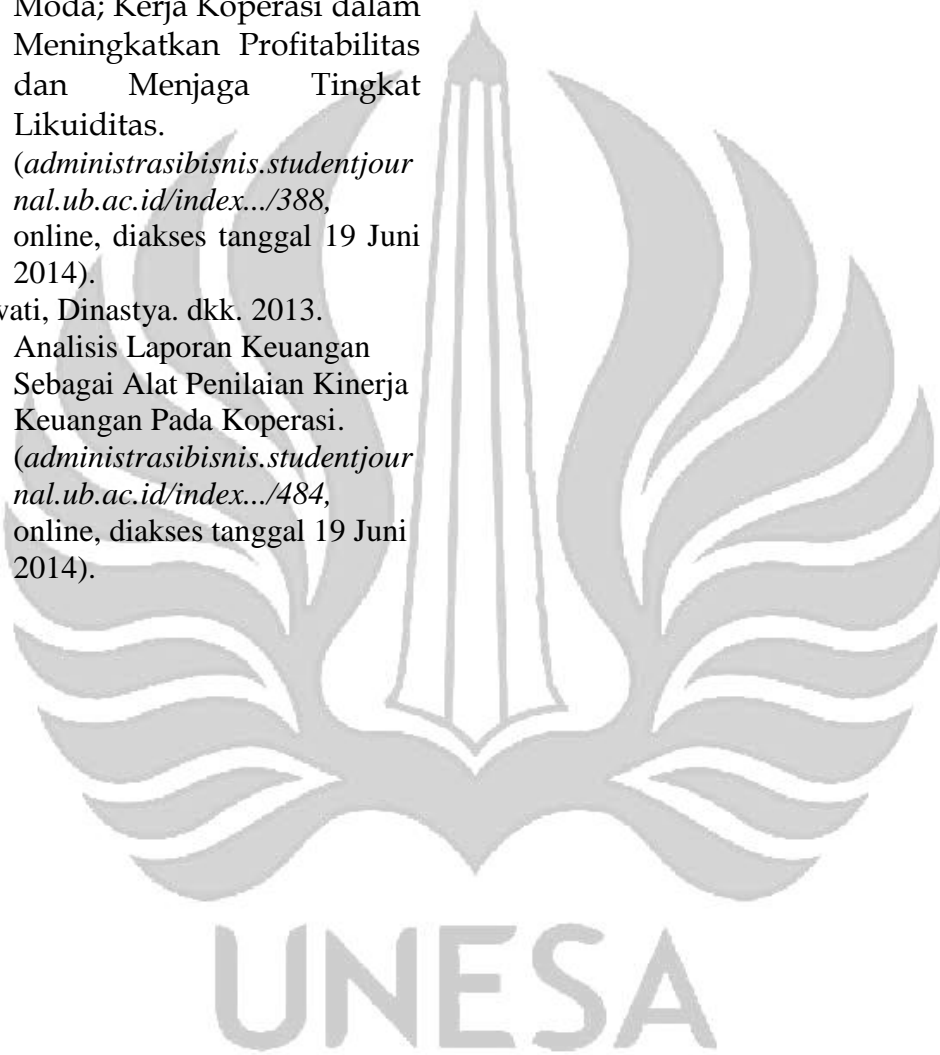 Moda; Kerja Koperasi dalam
Meningkatkan Profitabilitas
dan Menjaga Tingkat
Likuiditas.
(administrasibisnis.studentjour
nal.ub.ac.id/index.../388,
online, diakses tanggal 19 Juni
2014).
vati, Dinastya. dkk. 2013.
Analisis Laporan Keuangan
Sebagai Alat Penilaian Kinerja
Keuangan Pada Koperasi.
(administrasibisnis.studentjour
nal.ub.ac.id/index.../484,
online, diakses tanggal 19 Juni
2014).
UNESA